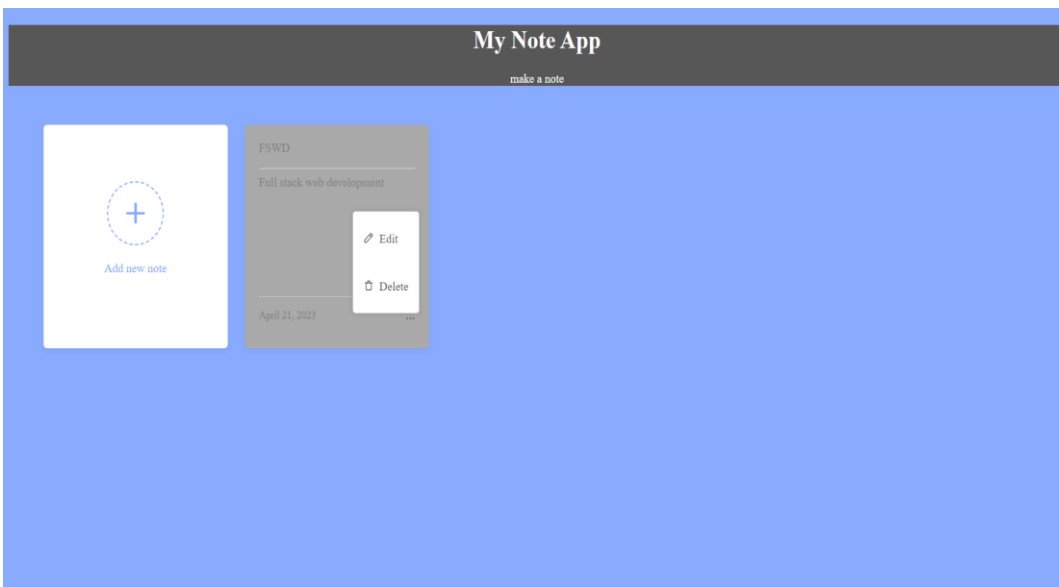 My Note App
make a note
Add new note
FSWD
Full stack web development
Edit
Delete
April 21, 2023
...